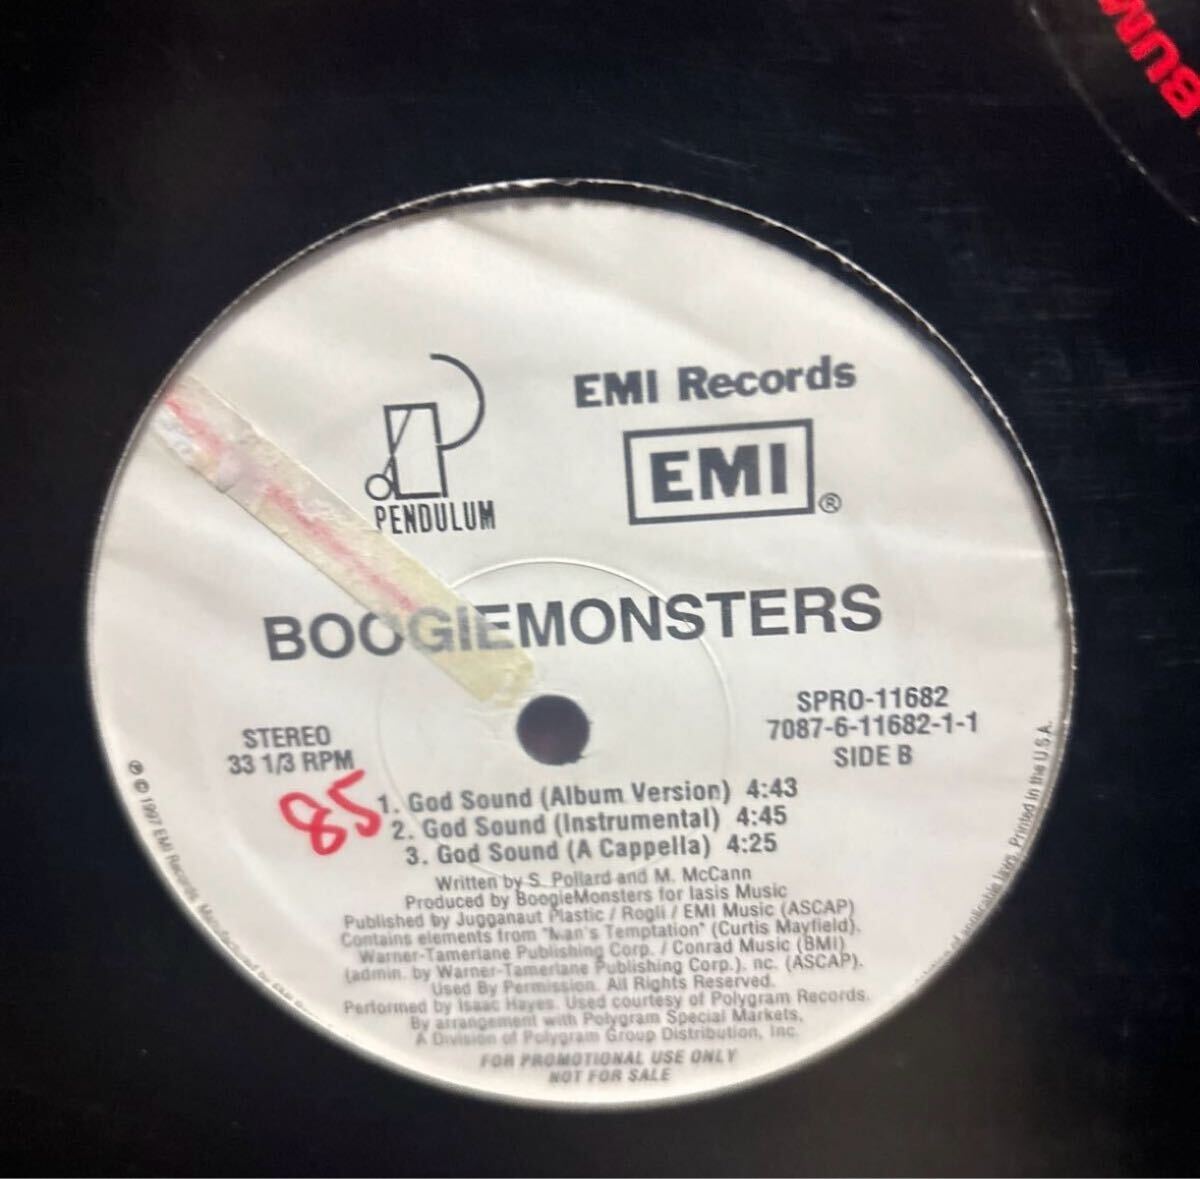 BUM
EMI Records
EMI®
PENDULUM
BOOGIEMONSTERS
SPRO-11682
7087-6-11682-1-1
SIDE B
STEREO
33 1/3 RPM
85
1. God Sound (Album Version) 4:43
2. God Sound (Instrumental) 4:45
3. God Sound (A Cappella) 4:25
Written by S. Pollard and M. McCann
Produced by BoogieMonsters for Iasis Music
Published by Jugganaut Plastic / Rogli / EMI Music (ASCAP)
Contains elements from "Man's Temptation" (Curtis Mayfield).
Warner-Tamerlane Publishing Corp. / Conrad Music (BMI)
(admin. by Warner-Tamerlane Publishing Corp.). nc. (ASCAP).
Used By Permission. All Rights Reserved.
Performed by Isaac Hayes. Used courtesy of Polygram Records.
By arrangement with Polygram Special Markets,
A Division of Polygram Group Distribution, Inc.
FOR PROMOTIONAL USE ONLY
NOT FOR SALE
℗ © 1997 EMI Records. Manufactured by
of applicable laws. Printed in the U.S.A.